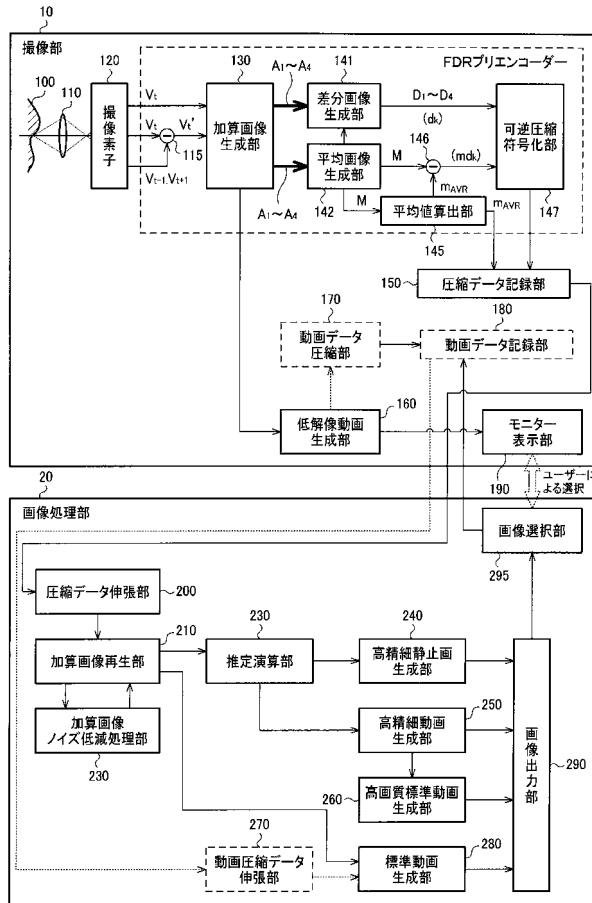 10
撮像部
FDRプリエンコーダー
100
110
120
撮像
素子
Vt
Vt
Vt'
115
Vt−1.Vt+1
130
加算画像
生成部
A1〜A4
A1〜A4
141
差分画像
生成部
D1〜D4
(dk)
142
平均画像
生成部
M
146
(mdk)
mAVR
M
平均値算出部
145
mAVR
可逆圧縮
符号化部
147
150
圧縮データ記録部
170
動画データ
圧縮部
180
動画データ記録部
160
低解像動画
生成部
モニター
表示部
190
ユーザーに
よる選択
20
画像処理部
画像選択部
295
圧縮データ伸張部
200
210
加算画像再生部
230
推定演算部
240
高精細静止画
生成部
加算画像
ノイズ低減処理部
230
250
高精細動画
生成部
260
高画質標準動画
生成部
270
動画圧縮データ
伸張部
280
標準動画
生成部
画像出力部
290